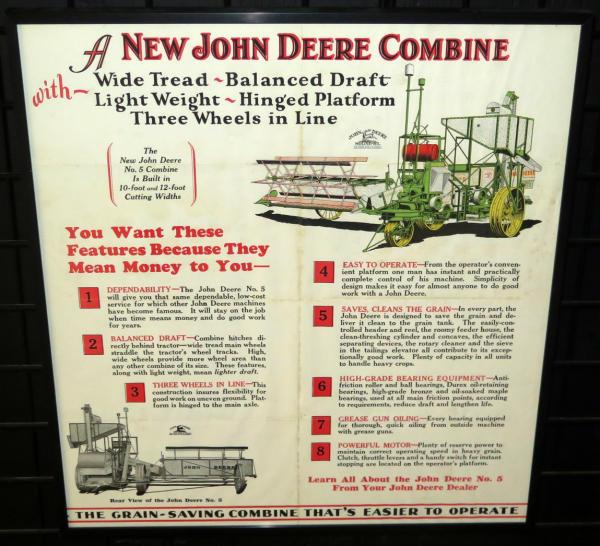 A NEW JOHN DEERE COMBINE
with~
Wide Tread ~ Balanced Draft
Light Weight ~ Hinged Platform
Three Wheels in Line
The
New John Deere
No. 5 Combine
Is Built in
10-foot and 12-foot
Cutting Widths
JOHN DEERE
MOLINE, ILL.
You Want These
Features Because They
Mean Money to You—
1 DEPENDABILITY—The John Deere No. 5
will give you that same dependable, low-cost
service for which other John Deere machines
have become famous. It will stay on the job
when time means money and do good work
for years.
2 BALANCED DRAFT—Combine hitches di-
rectly behind tractor—wide tread main wheels
straddle the tractor's wheel tracks. High,
wide wheels provide more wheel area than
any other combine of its size. These features,
along with light weight, mean lighter draft.
3 THREE WHEELS IN LINE—This
construction insures flexibility for
good work on uneven ground. Plat-
form is hinged to the main axle.
JOHN DEERE
Rear View of the John Deere No. 5
4 EASY TO OPERATE—From the operator's conven-
ient platform one man has instant and practically
complete control of his machine. Simplicity of
design makes it easy for almost anyone to do good
work with a John Deere.
5 SAVES, CLEANS THE GRAIN—In every part, the
John Deere is designed to save the grain and de-
liver it clean to the grain tank. The easily-con-
trolled header and reel, the roomy feeder house, the
clean-threshing cylinder and concaves, the efficient
separating devices, the rotary cleaner and the sieve
in the tailings elevator all contribute to its excep-
tionally good work. Plenty of capacity in all units
to handle heavy crops.
6 HIGH-GRADE BEARING EQUIPMENT—Anti-
friction roller and ball bearings, Durex oil-retaining
bearings, high-grade bronze and oil-soaked maple
bearings, used at all main friction points, according
to requirements, reduce draft and lengthen life.
7 GREASE GUN OILING—Every bearing equipped
for thorough, quick oiling from outside machine
with grease guns.
8 POWERFUL MOTOR—Plenty of reserve power to
maintain correct operating speed in heavy grain.
Clutch, throttle levers and a handy switch for instant
stopping are located on the operator's platform.
Learn All About the John Deere No. 5
From Your John Deere Dealer
THE GRAIN-SAVING COMBINE THAT'S EASIER TO OPERATE